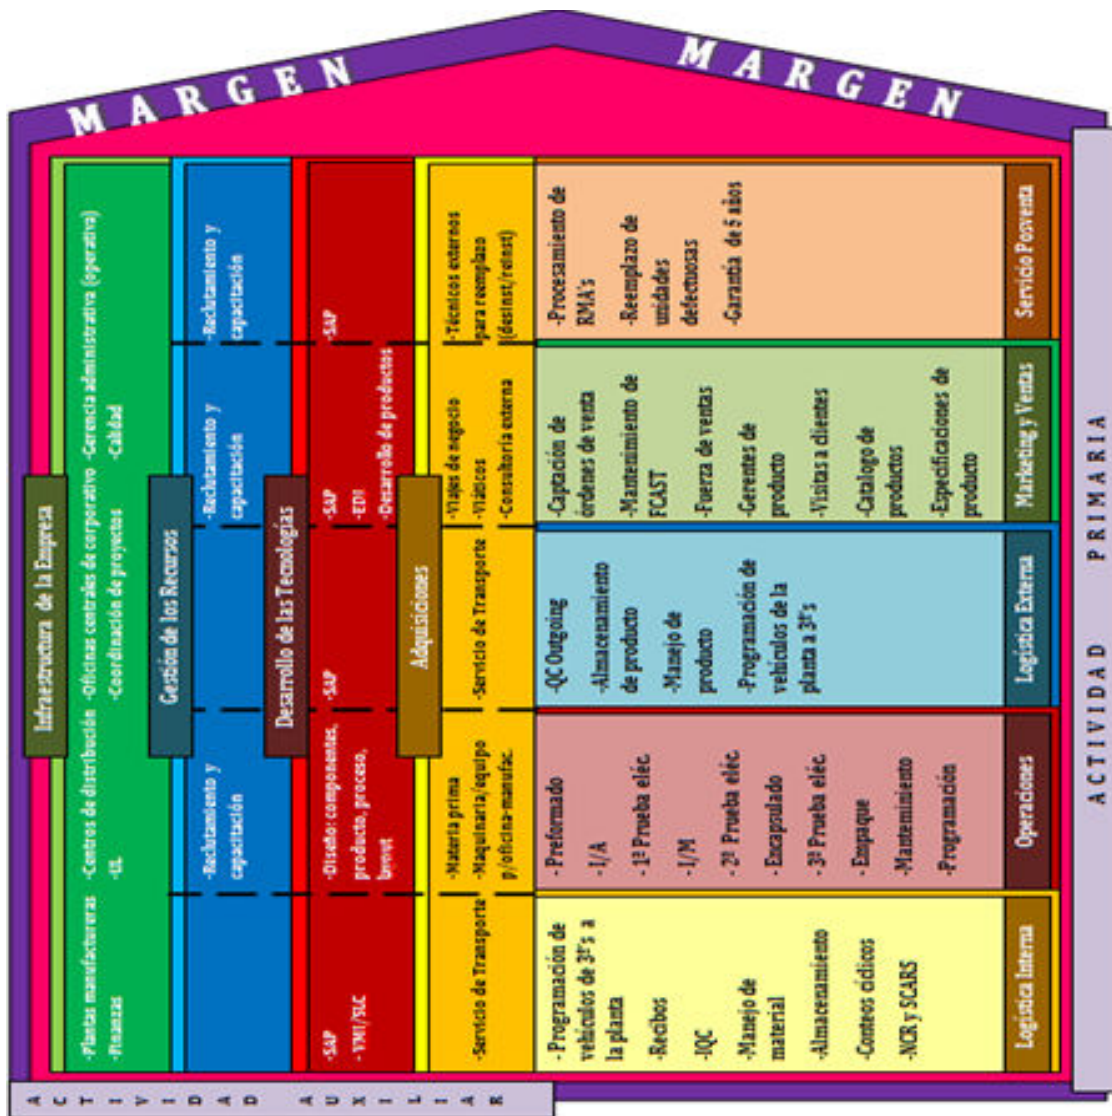 MARGEN
MARGEN
ACTIVIDAD AUXILIAR
Infraestructura de la Empresa
-Plantas manufactureras -Centros de distribución -Oficinas centrales de corporativo -Gerencia administrativa (operativa)
-Finanzas
-Coordinación de proyectos
-Calidad
Gestión de los Recursos
-Reclutamiento y
capacitación
-Reclutamiento y
capacitación
-Reclutamiento y
capacitación
Desarrollo de las Tecnologías
-SAP
- VMI/SLC
-Diseño: componentes,
producto, proceso,
layout
-SAP
-SAP
-EDI
-Desarrollo de productos
-SAP
Adquisiciones
-Servicio de Transporte
-Materia prima
-Maquinaria/equipo
p/oficina-manufac.
-Servicio de Transporte
-Viajes de negocio
-Viáticos
-Consultoría externa
-Técnicos externos
para reemplazo
(desinst/reinst)
- Programación de
vehículos de 3ºˢ a
la planta
-Recibos
-IQC
-Manejo de
material
-Almacenamiento
-Conteos cíclicos
-NCR y SCARS
Logística Interna
- Preformado
- I/A
- 1ª Prueba eléc.
- I/M
- 2ª Prueba eléc.
- Encapsulado
- 3ª Prueba eléc.
- Empaque
-Mantenimiento
-Programación
Operaciones
-QC Outgoing
-Almacenamiento
de producto
-Manejo de
producto
-Programación de
vehículos de la
planta a 3ºˢ
Logística Externa
-Captación de
órdenes de venta
-Mantenimiento de
FCAST
-Fuerza de ventas
-Gerentes de
producto
-Visitas a clientes
-Catalogo de
productos
-Especificaciones de
producto
Marketing y Ventas
-Procesamiento de
RMA's
-Reemplazo de
unidades
defectuosas
-Garantía de 5 años
Servicio Posventa
ACTIVIDAD PRIMARIA